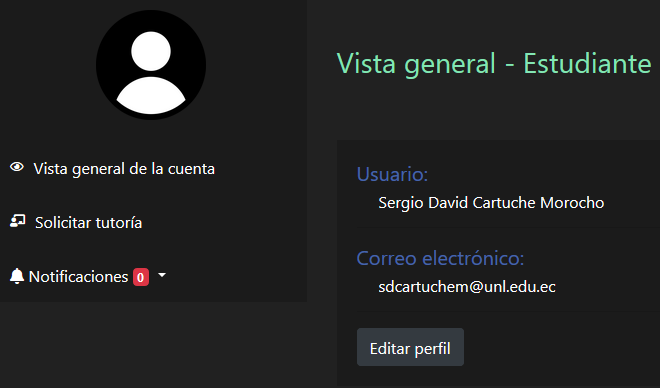 Vista general de la cuenta
Solicitar tutoría
Notificaciones 0
Vista general - Estudiante
Usuario:
Sergio David Cartuche Morocho
Correo electrónico:
sdcartuchem@unl.edu.ec
Editar perfil